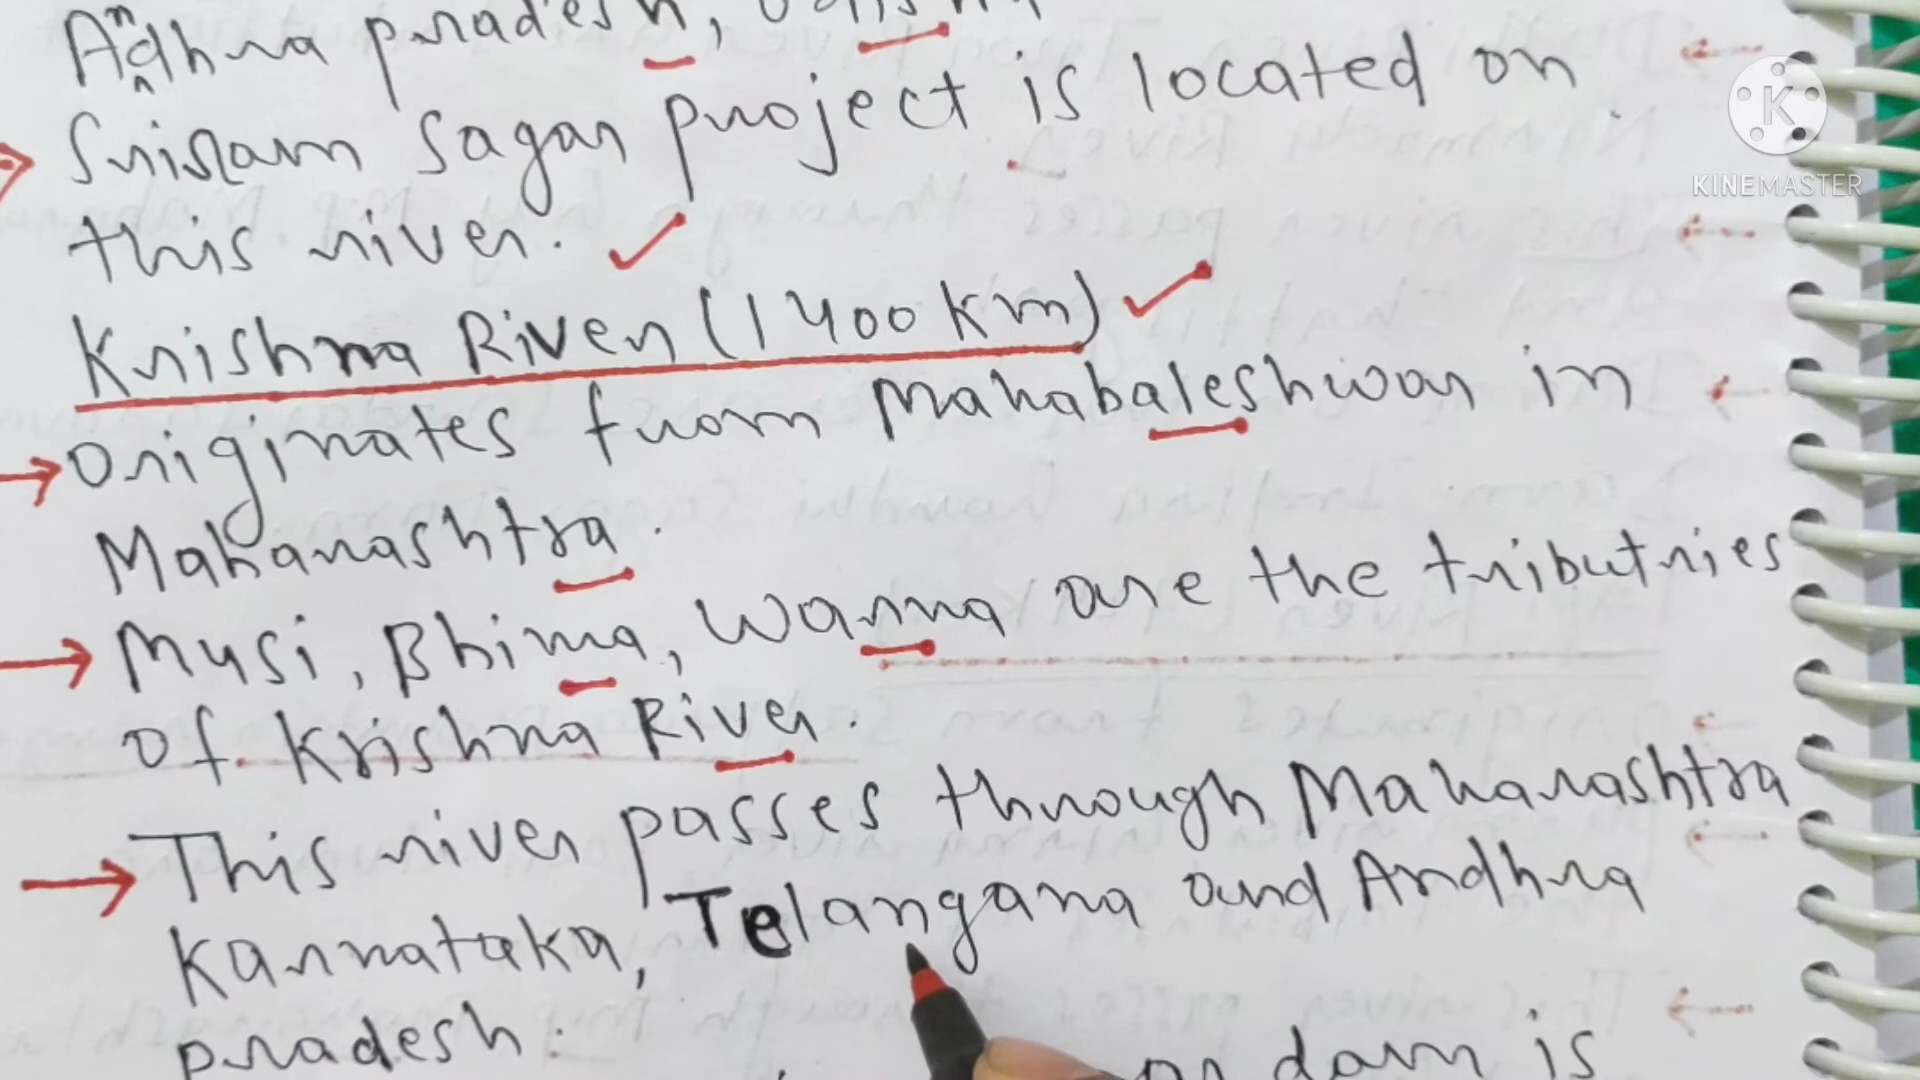 Andhra pradesh,
Sriram Sagar project is located on
this river.
Krishna River (1400 km)
Originates from Mahabaleshwar in
Maharashtra.
Musi, Bhima, Warna are the tributries
of Krishna River.
This river passes through Maharashtra
Karnataka, Telangana and Andhra
pradesh.
dam is
KINEMASTER